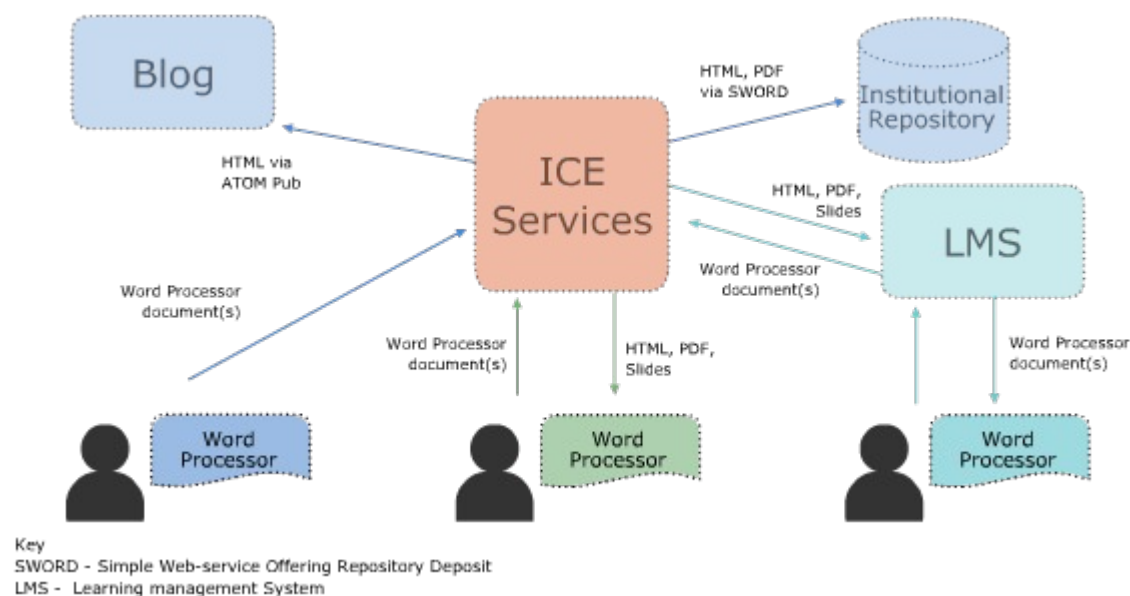 Blog
HTML, PDF
via SWORD
Institutional
Repository
ICE
Services
HTML via
ATOM Pub
HTML, PDF,
Slides
LMS
Word Processor
document(s)
Word Processor
document(s)
Word Processor
document(s)
HTML, PDF,
Slides
Word Processor
document(s)
Word
Processor
Word
Processor
Word
Processor
Key
SWORD - Simple Web-service Offering Repository Deposit
LMS - Learning management System